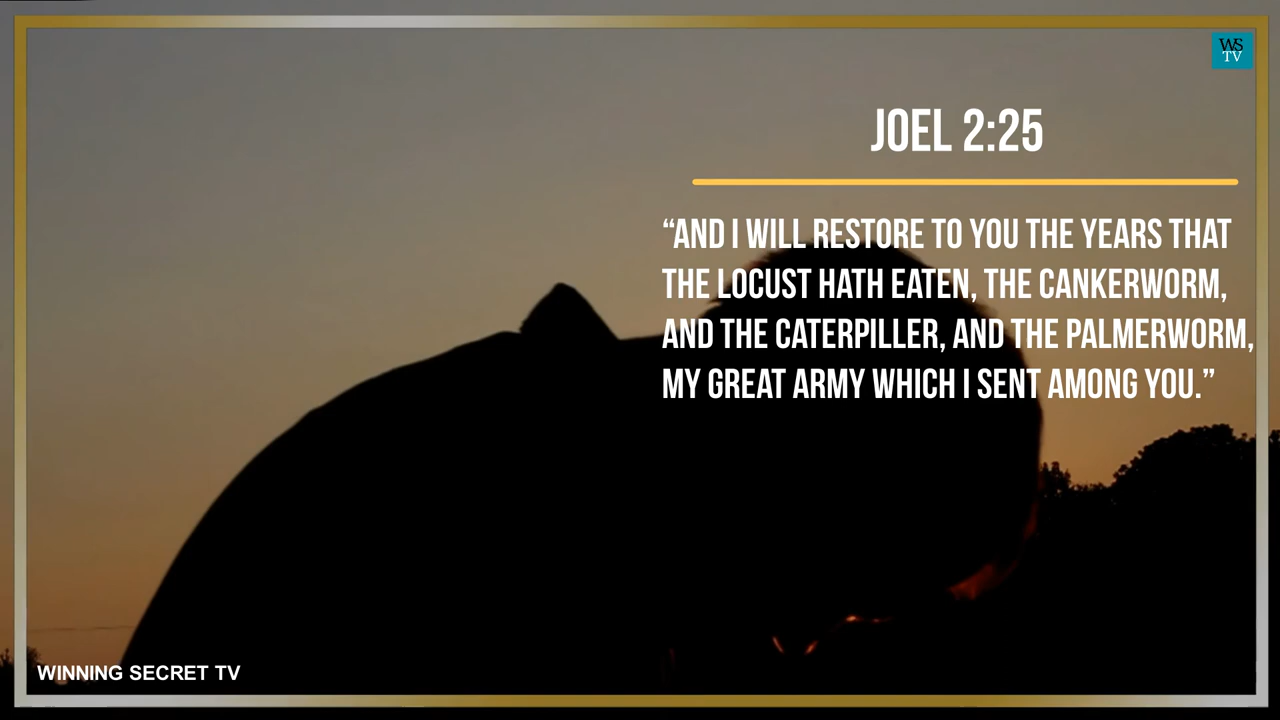 WS
TV
JOEL 2:25
“AND I WILL RESTORE TO YOU THE YEARS THAT
THE LOCUST HATH EATEN, THE CANKERWORM,
AND THE CATERPILLER, AND THE PALMERWORM,
MY GREAT ARMY WHICH I SENT AMONG YOU.”
WINNING SECRET TV